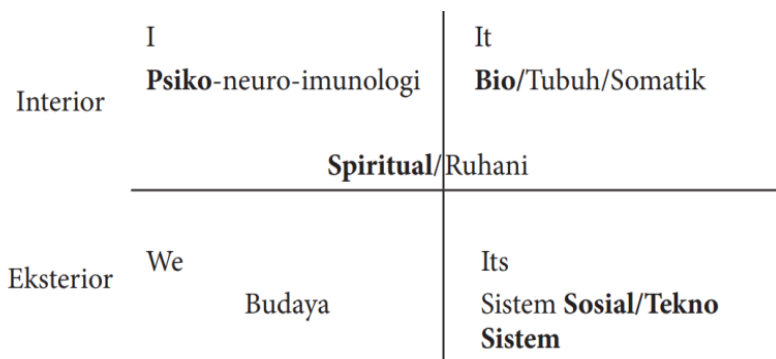 I
It
Psiko-neuro-imunologi
Bio/Tubuh/Somatik
Interior
Spiritual/Ruhani
We
Its
Eksterior
Budaya
Sistem Sosial/Tekno
Sistem